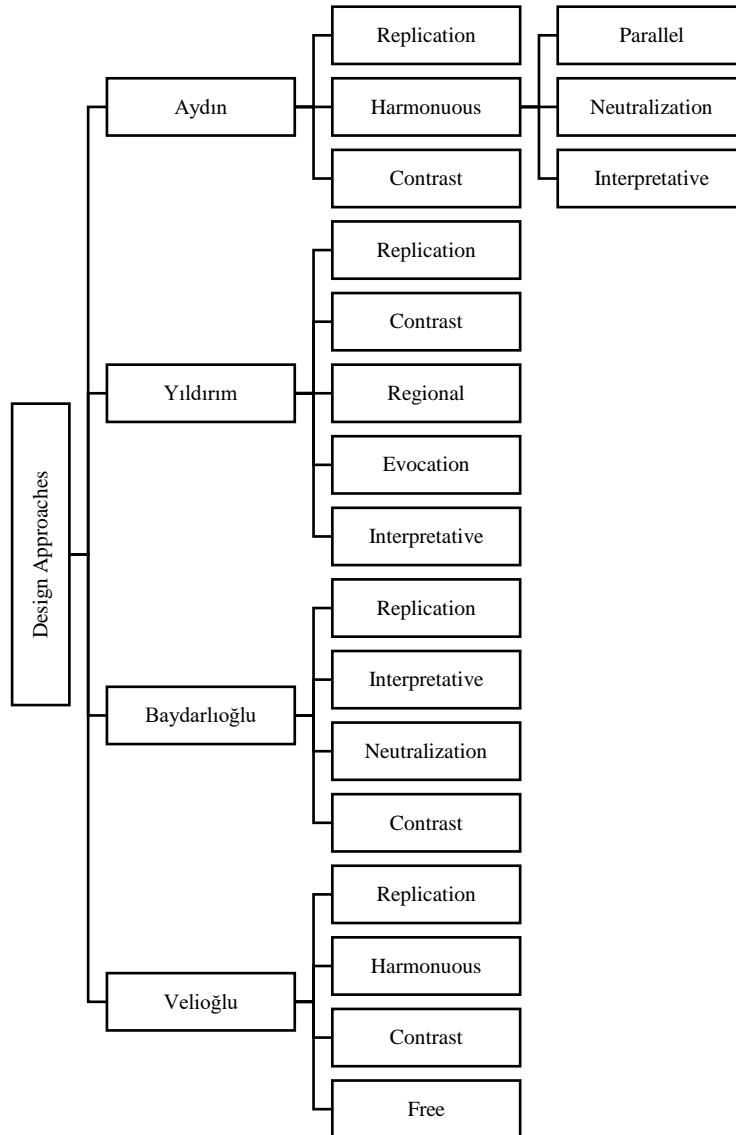 Design Approaches
Aydın
Replication
Harmonuous
Parallel
Neutralization
Interpretative
Contrast
Yıldırım
Replication
Contrast
Regional
Evocation
Interpretative
Baydarlıoğlu
Replication
Interpretative
Neutralization
Contrast
Velioğlu
Replication
Harmonuous
Contrast
Free